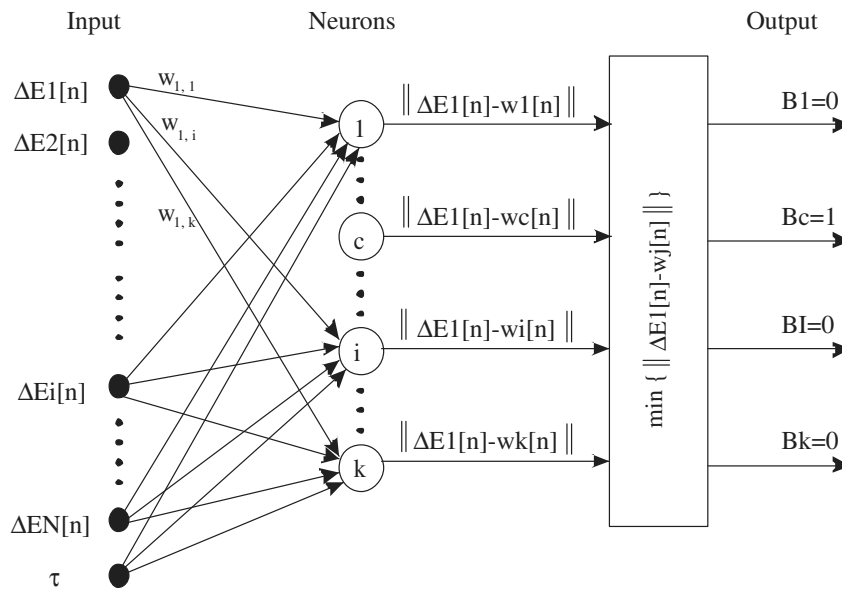 Input
Neurons
Output
ΔE1[n]
ΔE2[n]
ΔEi[n]
ΔEN[n]
τ
w1, 1
w1, i
w1, k
1
c
i
k
|| ΔE1[n]-w1[n] ||
|| ΔE1[n]-wc[n] ||
|| ΔE1[n]-wi[n] ||
|| ΔE1[n]-wk[n] ||
min { || ΔE1[n]-wj[n] || }
B1=0
Bc=1
BI=0
Bk=0